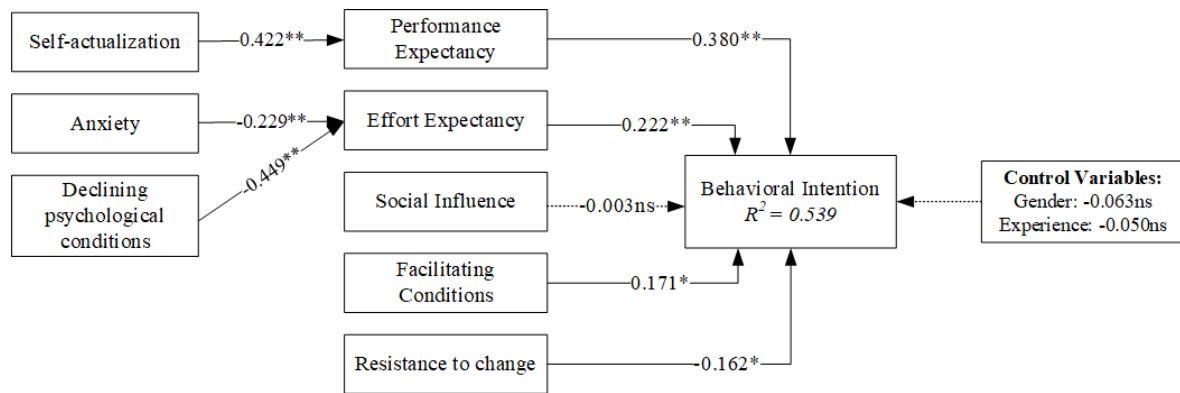 Self-actualization
0.422**
Performance
Expectancy
0.380**
Anxiety
-0.229**
Effort Expectancy
0.222**
Declining
psychological
conditions
-0.449**
Social Influence
-0.003ns
Behavioral Intention
R² = 0.539
Control Variables:
Gender: -0.063ns
Experience: -0.050ns
Facilitating
Conditions
0.171*
Resistance to change
-0.162*